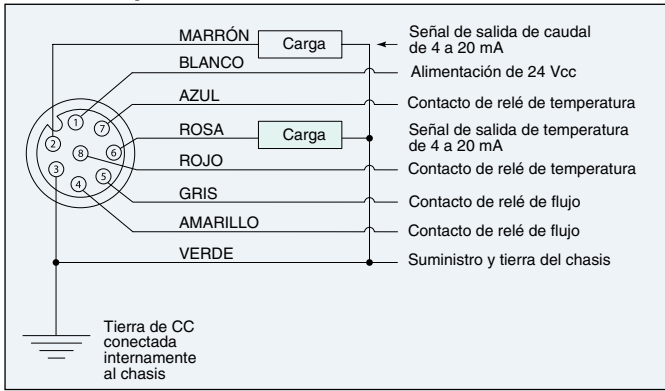 MARRÓN
Carga
Señal de salida de caudal
de 4 a 20 mA
BLANCO
Alimentación de 24 Vcc
AZUL
Contacto de relé de temperatura
ROSA
Carga
Señal de salida de temperatura
de 4 a 20 mA
ROJO
Contacto de relé de temperatura
GRIS
Contacto de relé de flujo
AMARILLO
Contacto de relé de flujo
VERDE
Suministro y tierra del chasis
1
7
2
8
6
3
5
4
Tierra de CC
conectada
internamente
al chasis